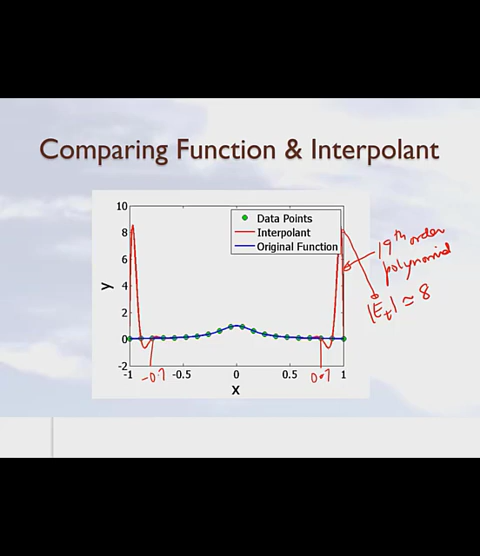 Comparing Function & Interpolant
10
8
6
4
2
0
-2
-1
-0.5
0
0.5
1
y
x
Data Points
Interpolant
Original Function
19th order
polynomial
|Et| ≃ 8
-0.7
0.7